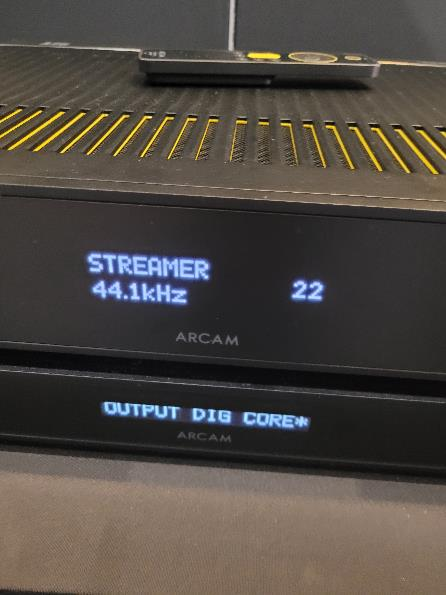 STREAMER
44.1kHz 22
ARCAM
OUTPUT DIG CORE*
ARCAM